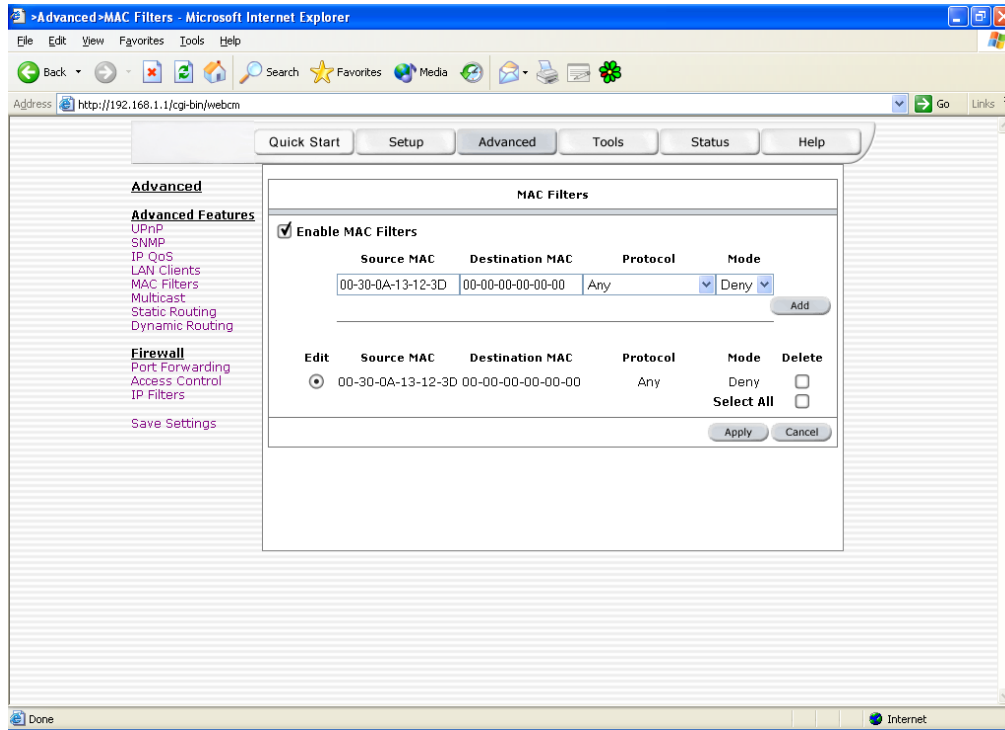 >Advanced>MAC Filters - Microsoft Internet Explorer
File Edit View Favorites Tools Help
Back Search Favorites Media
Address http://192.168.1.1/cgi-bin/webcm Go Links
Quick Start Setup Advanced Tools Status Help
Advanced
Advanced Features
UPnP
SNMP
IP QoS
LAN Clients
MAC Filters
Multicast
Static Routing
Dynamic Routing
Firewall
Port Forwarding
Access Control
IP Filters
Save Settings
MAC Filters
Enable MAC Filters
Source MAC Destination MAC Protocol Mode
00-30-0A-13-12-3D 00-00-00-00-00-00 Any Deny
Add
Edit Source MAC Destination MAC Protocol Mode Delete
00-30-0A-13-12-3D 00-00-00-00-00-00 Any Deny
Select All
Apply Cancel
Done Internet